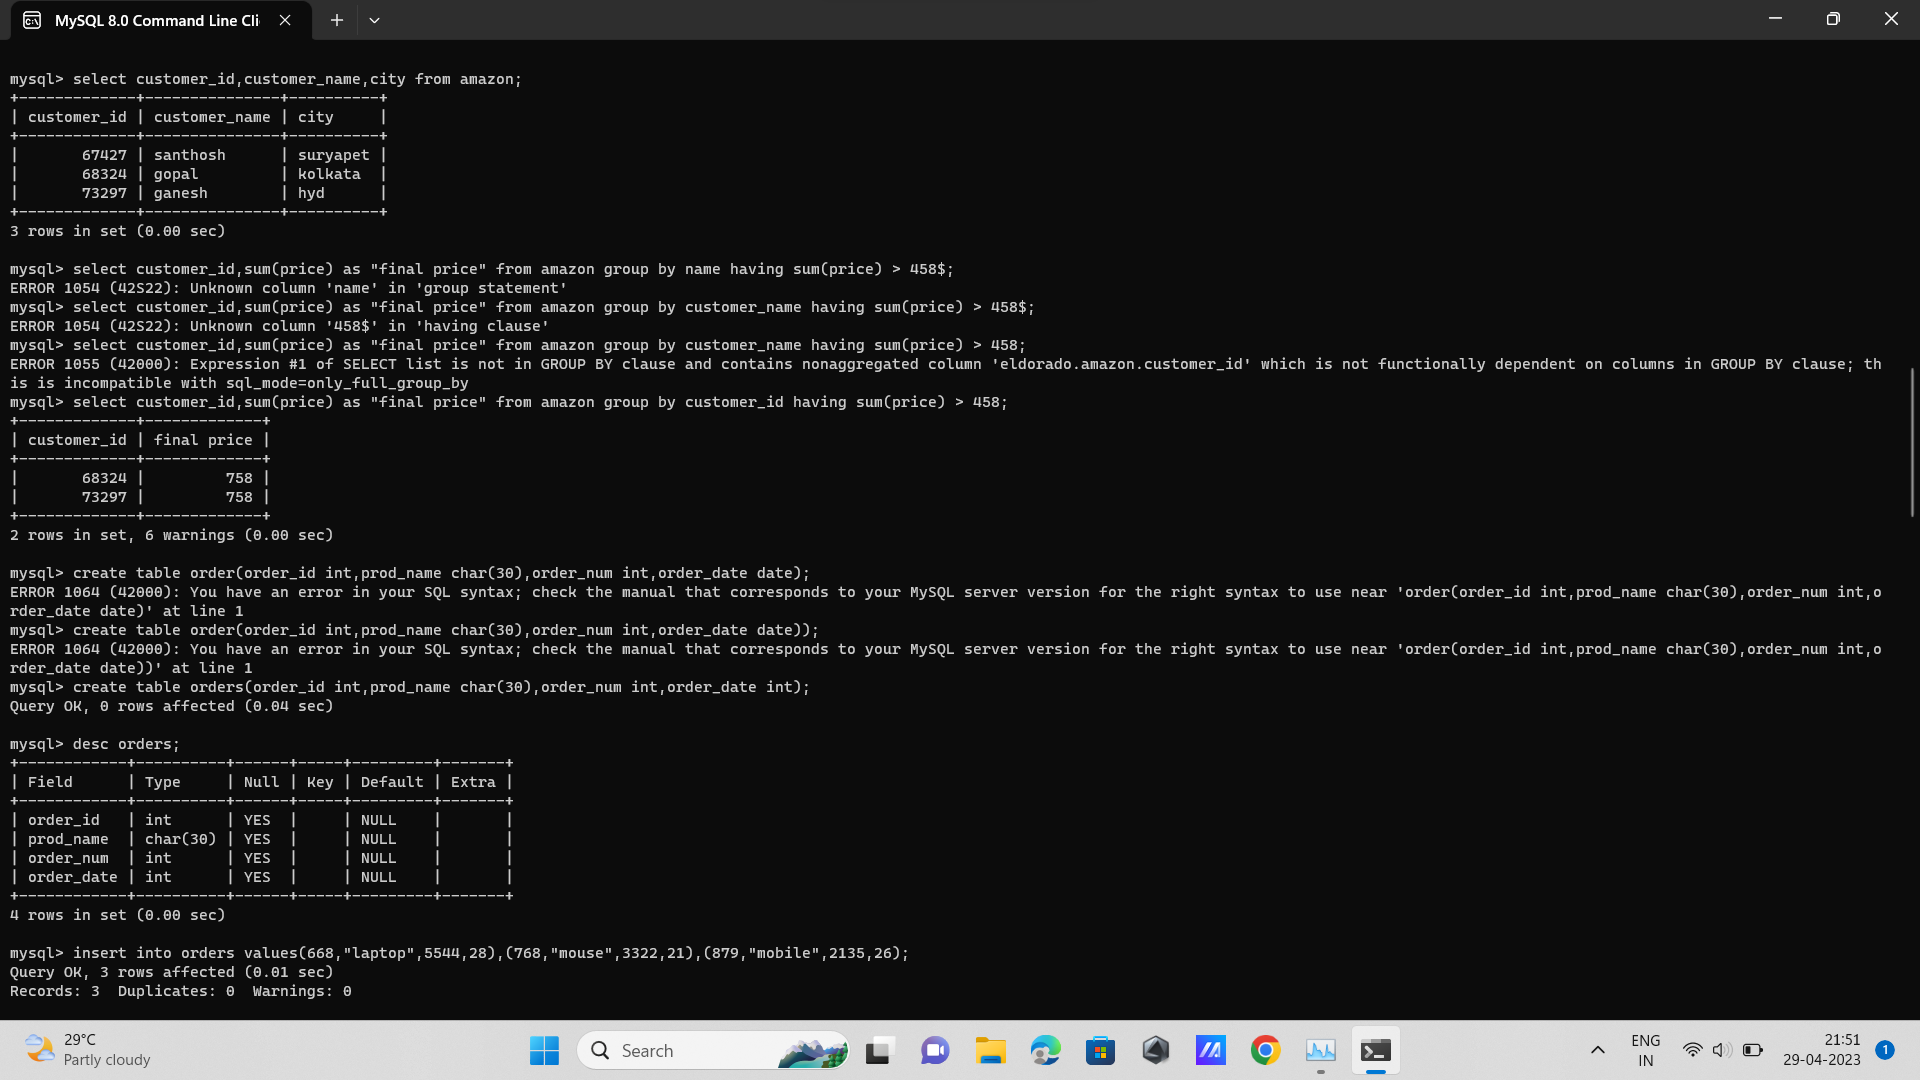 MySQL 8.0 Command Line Cli
mysql> select customer_id,customer_name,city from amazon;
+-------------+---------------+----------+
| customer_id | customer_name | city     |
+-------------+---------------+----------+
|       67427 | santhosh      | suryapet |
|       68324 | gopal         | kolkata  |
|       73297 | ganesh        | hyd      |
+-------------+---------------+----------+
3 rows in set (0.00 sec)
mysql> select customer_id,sum(price) as "final price" from amazon group by name having sum(price) > 458$;
ERROR 1054 (42S22): Unknown column 'name' in 'group statement'
mysql> select customer_id,sum(price) as "final price" from amazon group by customer_name having sum(price) > 458$;
ERROR 1054 (42S22): Unknown column '458$' in 'having clause'
mysql> select customer_id,sum(price) as "final price" from amazon group by customer_name having sum(price) > 458;
ERROR 1055 (42000): Expression #1 of SELECT list is not in GROUP BY clause and contains nonaggregated column 'eldorado.amazon.customer_id' which is not functionally dependent on columns in GROUP BY clause; th
is is incompatible with sql_mode=only_full_group_by
mysql> select customer_id,sum(price) as "final price" from amazon group by customer_id having sum(price) > 458;
+-------------+-------------+
| customer_id | final price |
+-------------+-------------+
|       68324 |         758 |
|       73297 |         758 |
+-------------+-------------+
2 rows in set, 6 warnings (0.00 sec)
mysql> create table order(order_id int,prod_name char(30),order_num int,order_date date);
ERROR 1064 (42000): You have an error in your SQL syntax; check the manual that corresponds to your MySQL server version for the right syntax to use near 'order(order_id int,prod_name char(30),order_num int,o
rder_date date)' at line 1
mysql> create table order(order_id int,prod_name char(30),order_num int,order_date date));
ERROR 1064 (42000): You have an error in your SQL syntax; check the manual that corresponds to your MySQL server version for the right syntax to use near 'order(order_id int,prod_name char(30),order_num int,o
rder_date date))' at line 1
mysql> create table orders(order_id int,prod_name char(30),order_num int,order_date int);
Query OK, 0 rows affected (0.04 sec)
mysql> desc orders;
+------------+----------+------+-----+---------+-------+
| Field      | Type     | Null | Key | Default | Extra |
+------------+----------+------+-----+---------+-------+
| order_id   | int      | YES  |     | NULL    |       |
| prod_name  | char(30) | YES  |     | NULL    |       |
| order_num  | int      | YES  |     | NULL    |       |
| order_date | int      | YES  |     | NULL    |       |
+------------+----------+------+-----+---------+-------+
4 rows in set (0.00 sec)
mysql> insert into orders values(668,"laptop",5544,28),(768,"mouse",3322,21),(879,"mobile",2135,26);
Query OK, 3 rows affected (0.01 sec)
Records: 3  Duplicates: 0  Warnings: 0
29°C
Partly cloudy
Search
ENG
IN
21:51
29-04-2023
1